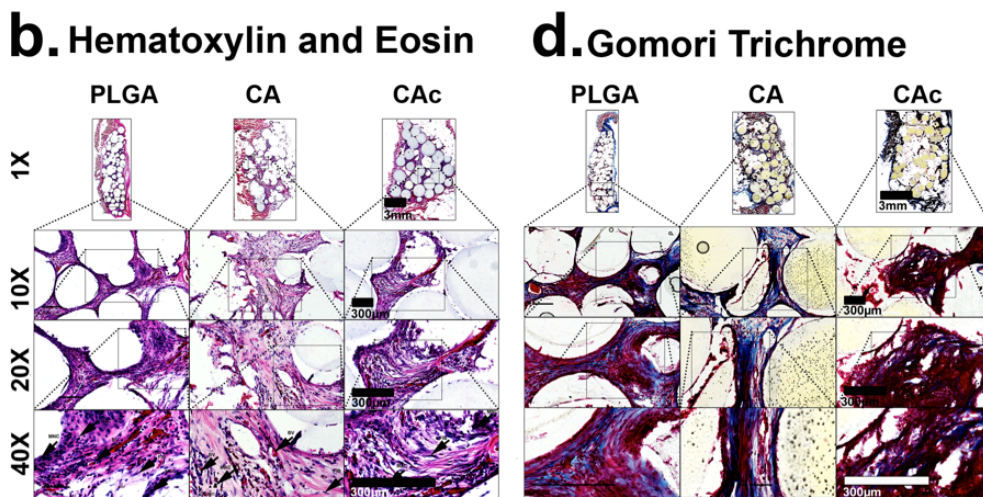 b. Hematoxylin and Eosin
PLGA CA CAc
1X
3mm
10X
300µm
20X
300µm
40X
BV
300µm
d. Gomori Trichrome
PLGA CA CAc
3mm
300µm
300µm